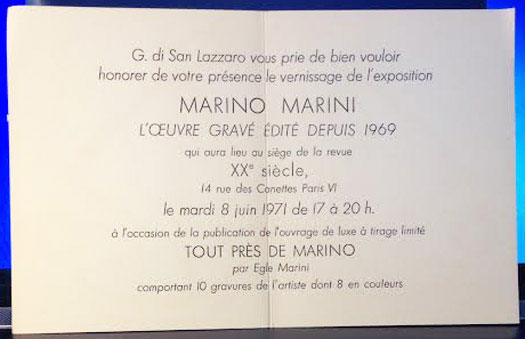 G. di San Lazzaro vous prie de bien vouloir
honorer de votre présence le vernissage de l'exposition
MARINO MARINI
L'ŒUVRE GRAVÉ ÉDITÉ DEPUIS 1969
qui aura lieu au siège de la revue
XXe siècle,
14 rue des Canettes Paris VI
le mardi 8 juin 1971 de 17 à 20 h.
à l'occasion de la publication de l'ouvrage de luxe à tirage limité
TOUT PRÈS DE MARINO
par Egle Marini
comportant 10 gravures de l'artiste dont 8 en couleurs